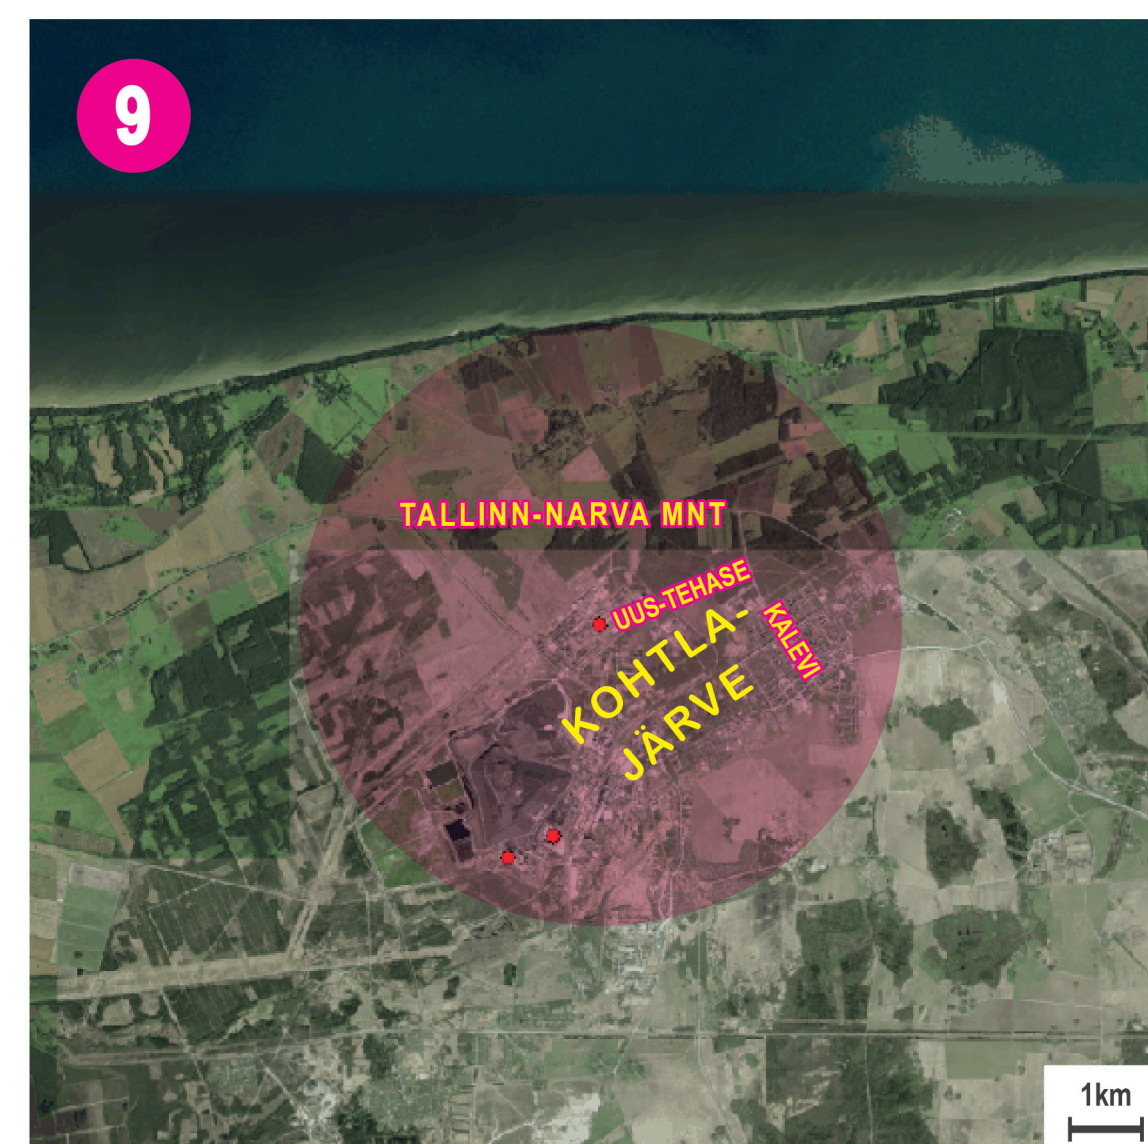 9
TALLINN-NARVA MNT
UUS-TEHASE
KALEVI
KOHTLA-
JÄRVE
1km